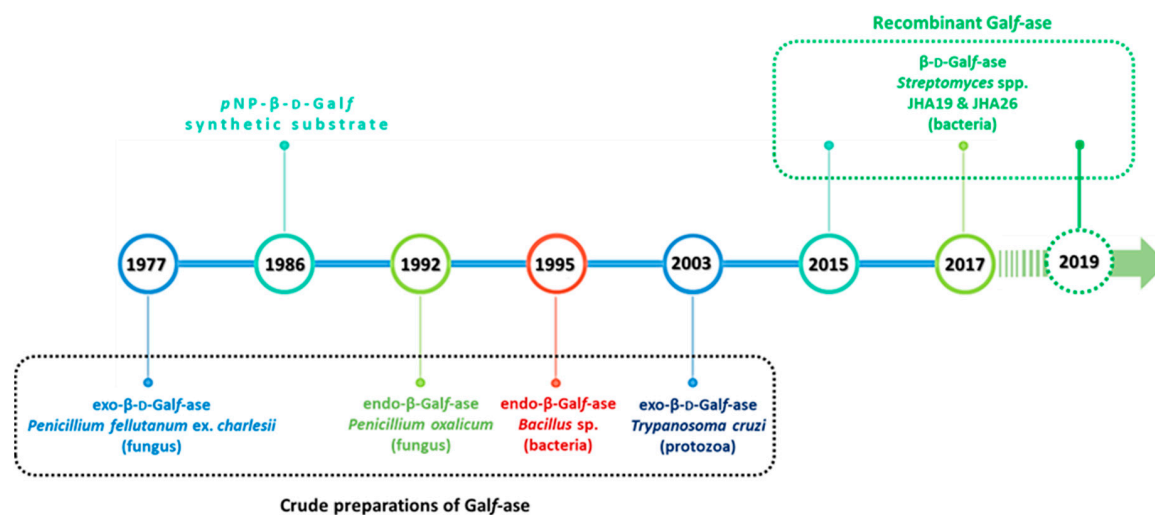 Recombinant Galf-ase
β-D-Galf-ase
Streptomyces spp.
JHA19 & JHA26
(bacteria)
pNP-β-D-Galf
synthetic substrate
1977
1986
1992
1995
2003
2015
2017
2019
exo-β-D-Galf-ase
Penicillium fellutanum ex. charlesii
(fungus)
endo-β-Galf-ase
Penicillium oxalicum
(fungus)
endo-β-Galf-ase
Bacillus sp.
(bacteria)
exo-β-D-Galf-ase
Trypanosoma cruzi
(protozoa)
Crude preparations of Galf-ase